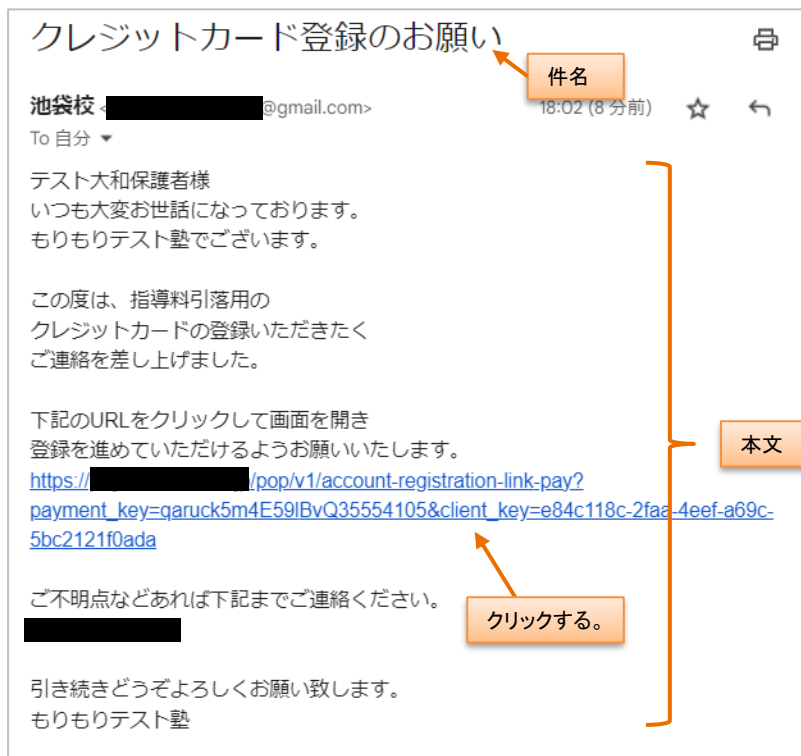 クレジットカード登録のお願い
件名
池袋校 < @gmail.com>
18:02 (8 分前)
To 自分
テスト大和保護者様
いつも大変お世話になっております。
もりもりテスト塾でございます。
この度は、指導料引落用の
クレジットカードの登録いただきたく
ご連絡を差し上げました。
下記のURLをクリックして画面を開き
登録を進めていただけるようお願いいたします。
https:// /pop/v1/account-registration-link-pay?
payment_key=qaruck5m4E59IBvQ35554105&client_key=e84c118c-2faa-4eef-a69c-
5bc2121f0ada
本文
ご不明点などあれば下記までご連絡ください。
クリックする。
引き続きどうぞよろしくお願い致します。
もりもりテスト塾